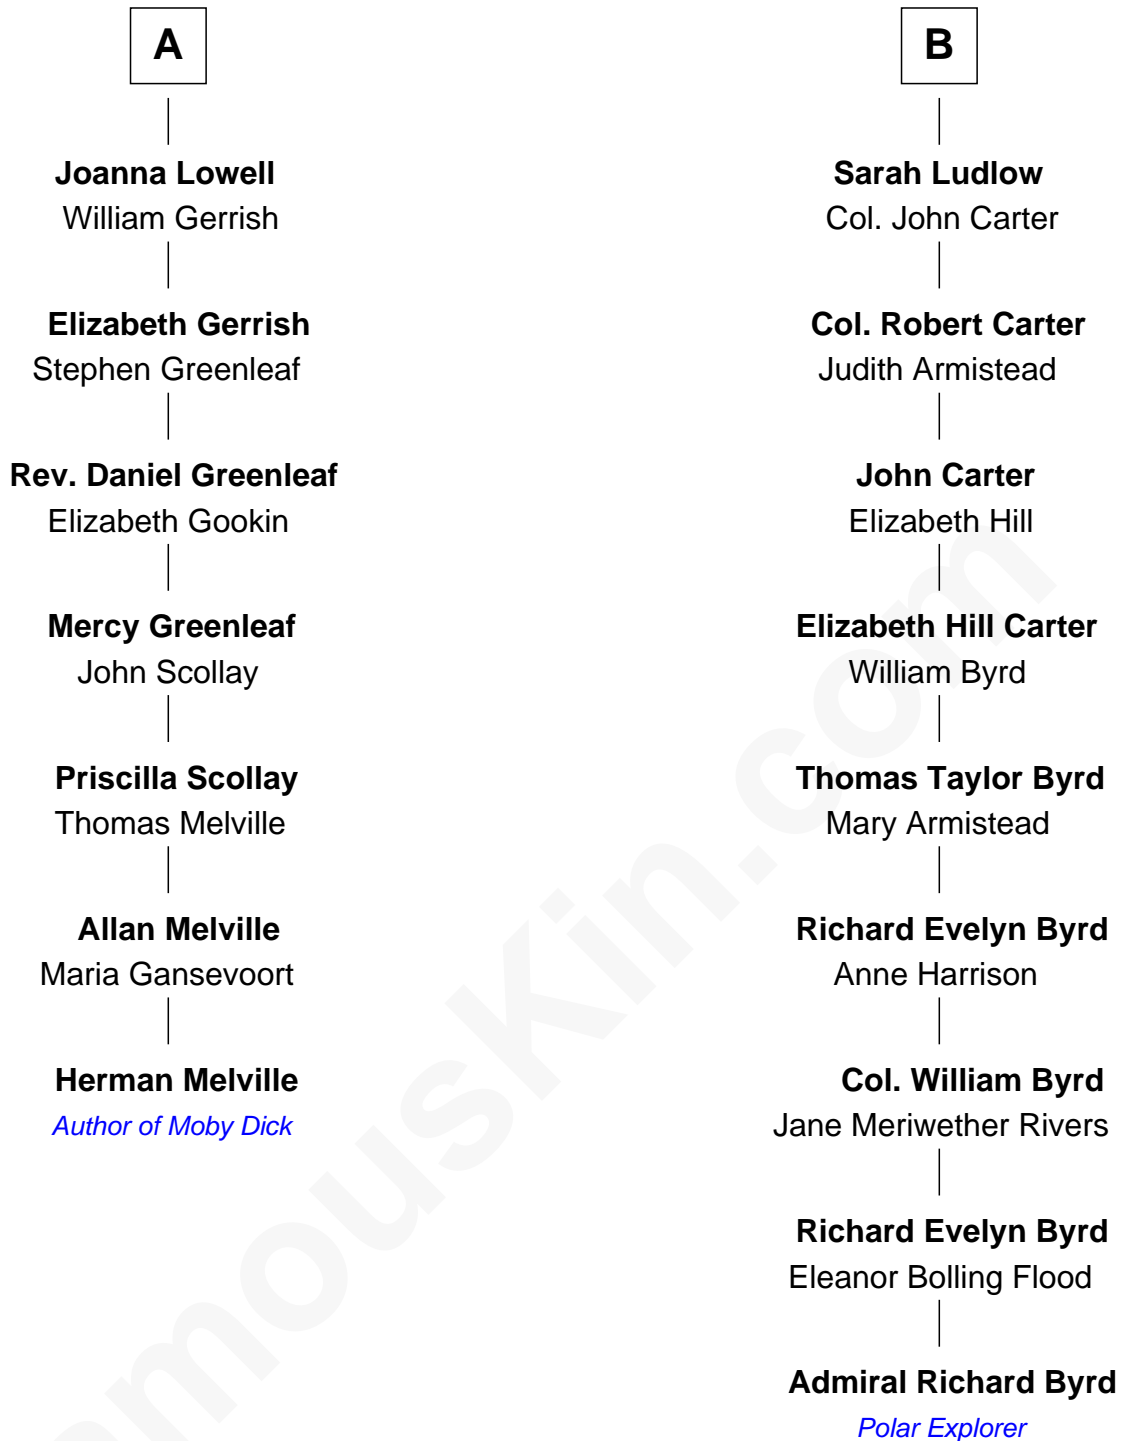 A
Joanna Lowell
William Gerrish
Elizabeth Gerrish
Stephen Greenleaf
Rev. Daniel Greenleaf
Elizabeth Gookin
Mercy Greenleaf
John Scollay
Priscilla Scollay
Thomas Melville
Allan Melville
Maria Gansevoort
Herman Melville
Author of Moby Dick
B
Sarah Ludlow
Col. John Carter
Col. Robert Carter
Judith Armistead
John Carter
Elizabeth Hill
Elizabeth Hill Carter
William Byrd
Thomas Taylor Byrd
Mary Armistead
Richard Evelyn Byrd
Anne Harrison
Col. William Byrd
Jane Meriwether Rivers
Richard Evelyn Byrd
Eleanor Bolling Flood
Admiral Richard Byrd
Polar Explorer
amouskin.com